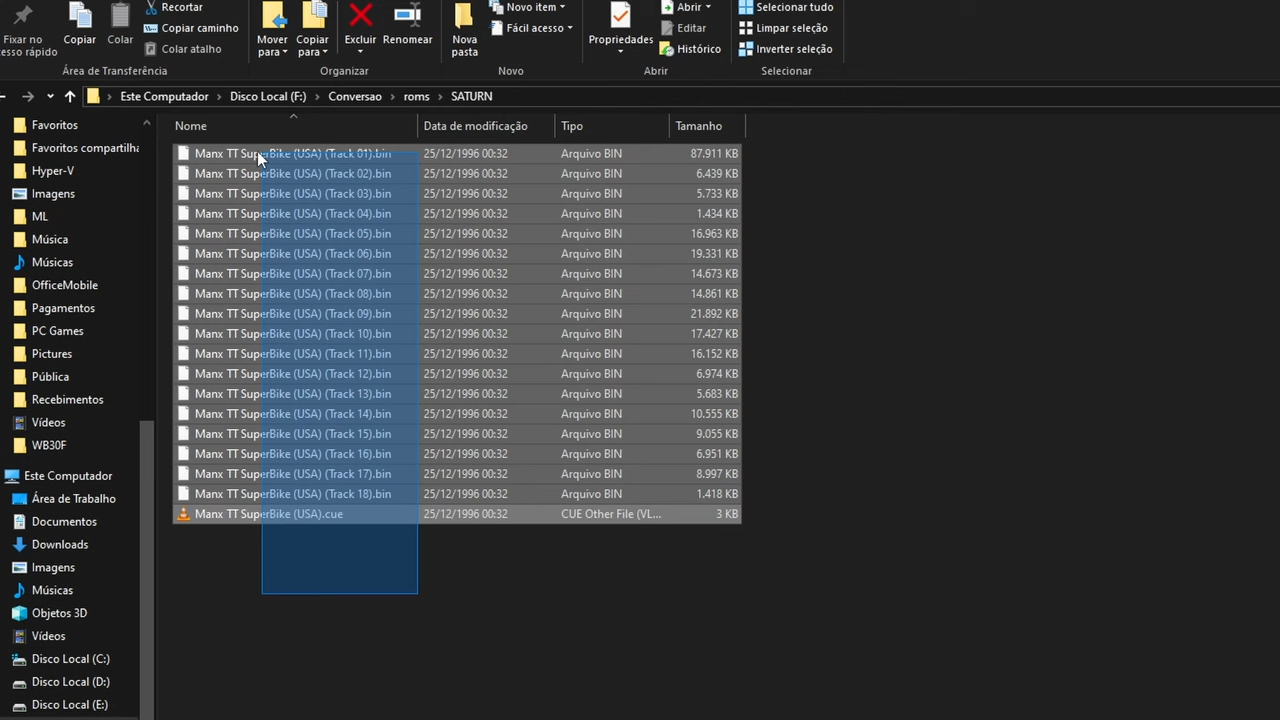 Fixar no
esso rápido
Copiar
Colar
Recortar
Copiar caminho
Colar atalho
Área de Transferência
Mover
para
Copiar
para
Excluir
Renomear
Organizar
Nova
pasta
Novo item
Fácil acesso
Novo
Propriedades
Abrir
Editar
Histórico
Abrir
Selecionar tudo
Limpar seleção
Inverter seleção
Selecionar
Este Computador > Disco Local (F:) > Conversao > roms > SATURN
Favoritos
Favoritos compartilha
Hyper-V
Imagens
ML
Música
Músicas
OfficeMobile
Pagamentos
PC Games
Pictures
Pública
Recebimentos
Vídeos
WB30F
Este Computador
Área de Trabalho
Documentos
Downloads
Imagens
Músicas
Objetos 3D
Vídeos
Disco Local (C:)
Disco Local (D:)
Disco Local (E:)
Nome Data de modificação Tipo Tamanho
Manx TT SuperBike (USA) (Track 01).bin 25/12/1996 00:32 Arquivo BIN 87.911 KB
Manx TT SuperBike (USA) (Track 02).bin 25/12/1996 00:32 Arquivo BIN 6.439 KB
Manx TT SuperBike (USA) (Track 03).bin 25/12/1996 00:32 Arquivo BIN 5.733 KB
Manx TT SuperBike (USA) (Track 04).bin 25/12/1996 00:32 Arquivo BIN 1.434 KB
Manx TT SuperBike (USA) (Track 05).bin 25/12/1996 00:32 Arquivo BIN 16.963 KB
Manx TT SuperBike (USA) (Track 06).bin 25/12/1996 00:32 Arquivo BIN 19.331 KB
Manx TT SuperBike (USA) (Track 07).bin 25/12/1996 00:32 Arquivo BIN 14.673 KB
Manx TT SuperBike (USA) (Track 08).bin 25/12/1996 00:32 Arquivo BIN 14.861 KB
Manx TT SuperBike (USA) (Track 09).bin 25/12/1996 00:32 Arquivo BIN 21.892 KB
Manx TT SuperBike (USA) (Track 10).bin 25/12/1996 00:32 Arquivo BIN 17.427 KB
Manx TT SuperBike (USA) (Track 11).bin 25/12/1996 00:32 Arquivo BIN 16.152 KB
Manx TT SuperBike (USA) (Track 12).bin 25/12/1996 00:32 Arquivo BIN 6.974 KB
Manx TT SuperBike (USA) (Track 13).bin 25/12/1996 00:32 Arquivo BIN 5.683 KB
Manx TT SuperBike (USA) (Track 14).bin 25/12/1996 00:32 Arquivo BIN 10.555 KB
Manx TT SuperBike (USA) (Track 15).bin 25/12/1996 00:32 Arquivo BIN 9.055 KB
Manx TT SuperBike (USA) (Track 16).bin 25/12/1996 00:32 Arquivo BIN 6.951 KB
Manx TT SuperBike (USA) (Track 17).bin 25/12/1996 00:32 Arquivo BIN 8.997 KB
Manx TT SuperBike (USA) (Track 18).bin 25/12/1996 00:32 Arquivo BIN 1.418 KB
Manx TT SuperBike (USA).cue 25/12/1996 00:32 CUE Other File (VL... 3 KB